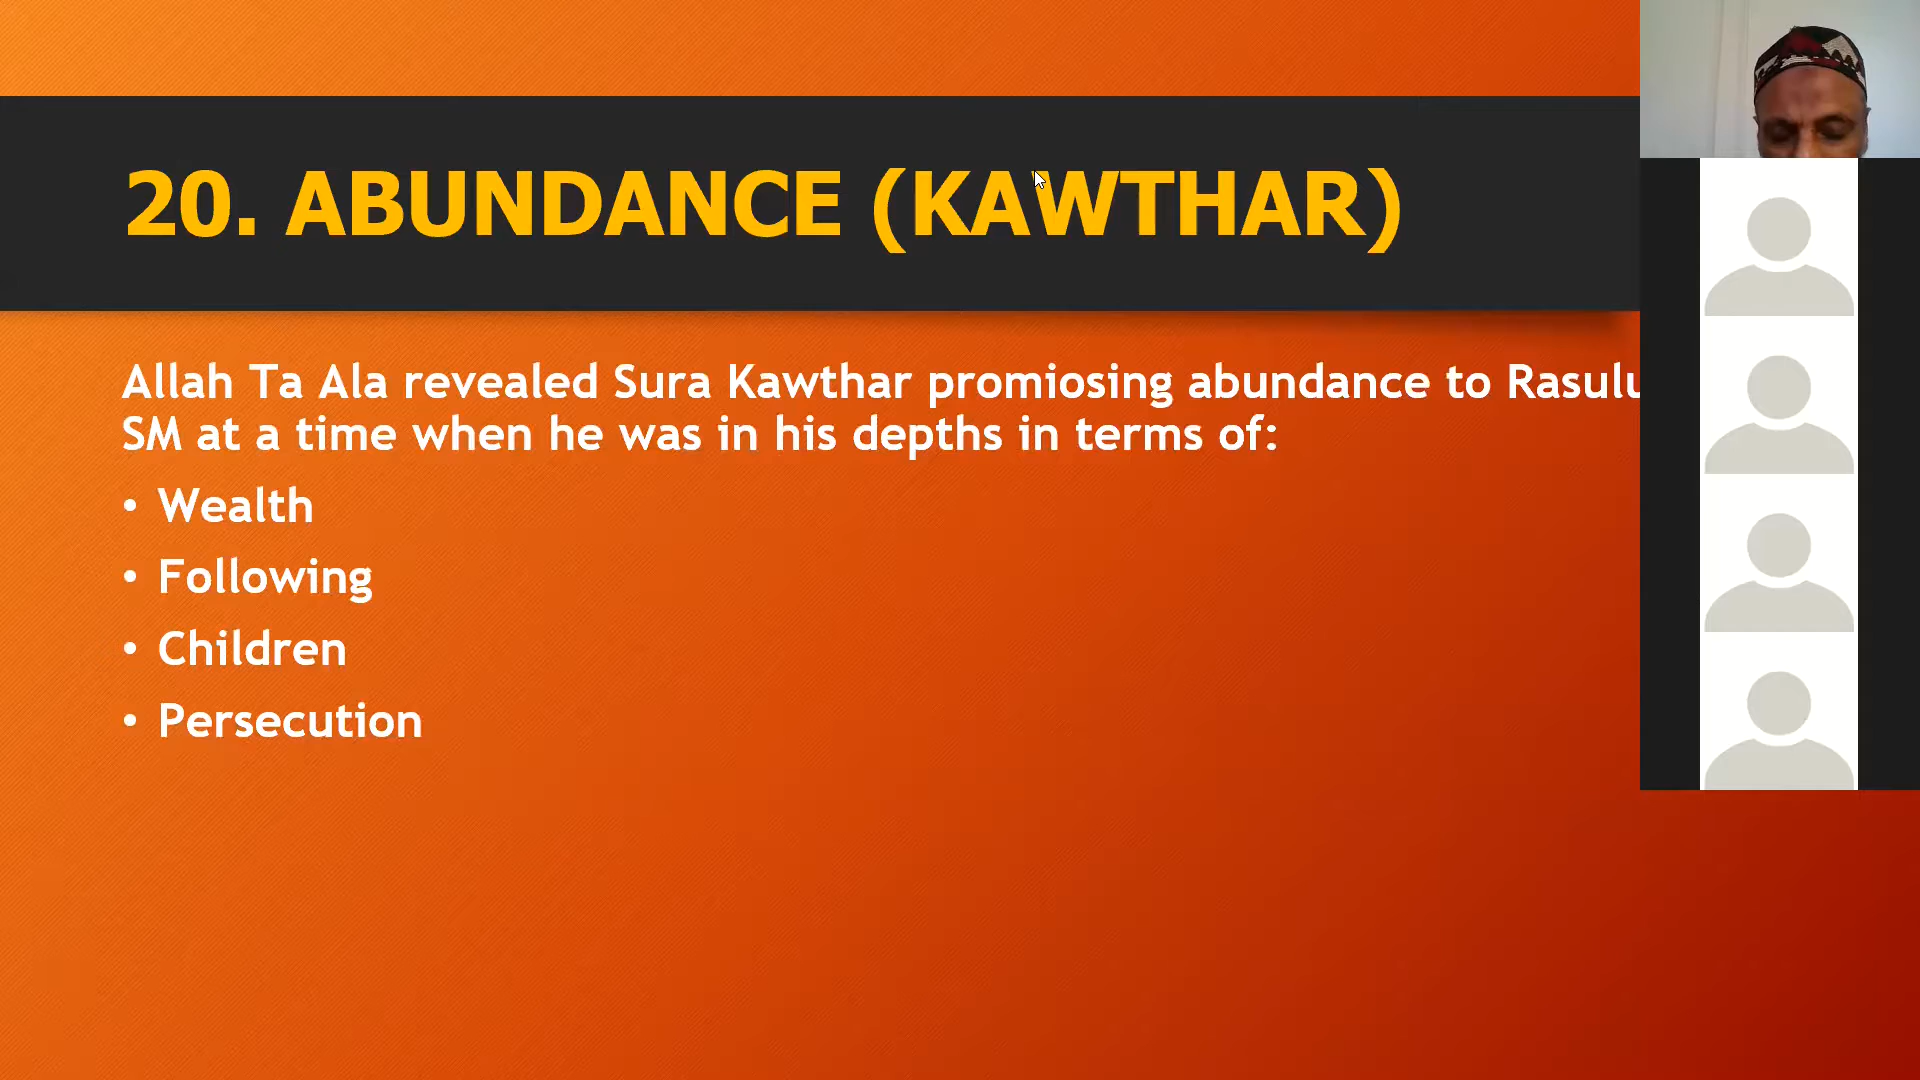 20. ABUNDANCE (KAWTHAR)
Allah Ta Ala revealed Sura Kawthar promiosing abundance to
SM at a time when he was in his depths in terms of:
• Wealth
• Following
• Children
• Persecution